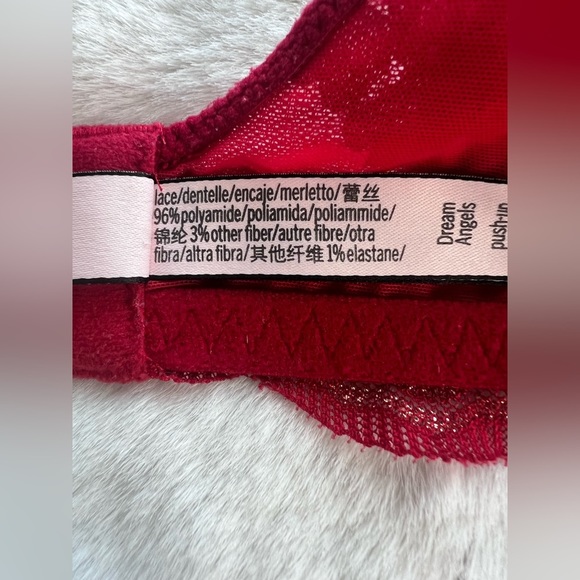 lace/dentelle/encaje/merletto/蕾丝
96%polyamide/poliamida/poliammide/
锦纶 3%other fiber/autre fibre/otra
fibra/altra fibra/其他纤维 1%elastane/
Dream
Angels
push-up